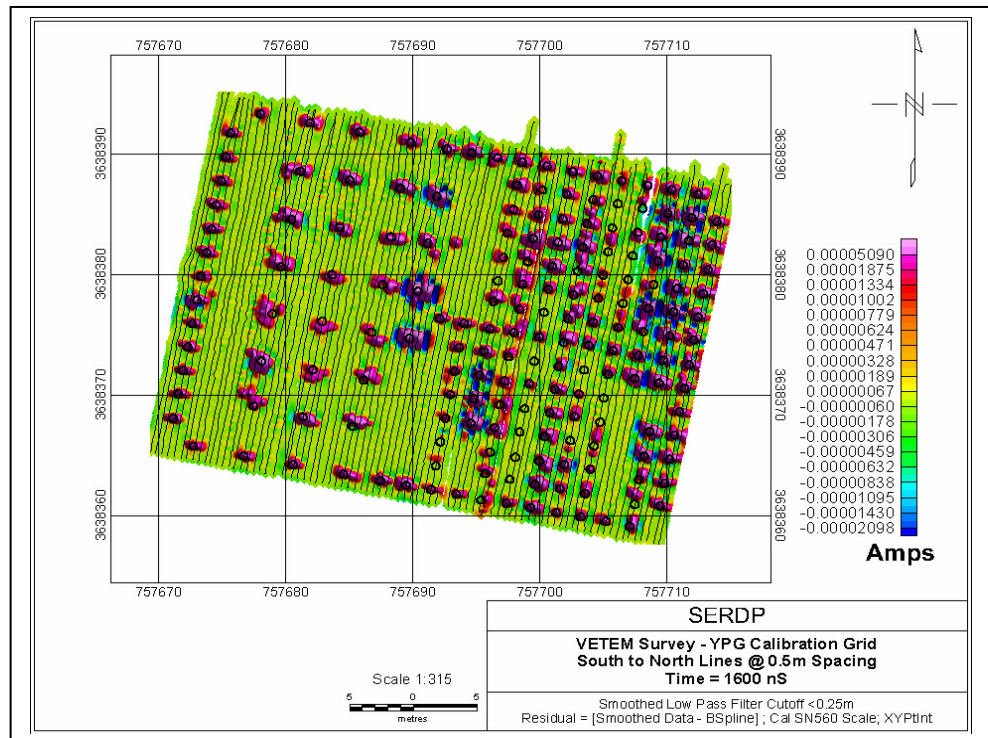 757670 757680 757690 757700 757710
N
3638390 3638390
3638380 3638380
3638370 3638370
3638360 3638360
757670 757680 757690 757700 757710
0.00005090
0.00001875
0.00001334
0.00001002
0.00000779
0.00000624
0.00000471
0.00000328
0.00000189
0.00000067
-0.00000060
-0.00000178
-0.00000306
-0.00000459
-0.00000632
-0.00000838
-0.00001095
-0.00001430
-0.00002098
Amps
SERDP
VETEM Survey - YPG Calibration Grid
South to North Lines @ 0.5m Spacing
Time = 1600 nS
Scale 1:315
5 0 5
metres
Smoothed Low Pass Filter Cutoff <0.25m
Residual = [Smoothed Data - BSpline] ; Cal SN560 Scale; XYPtInt